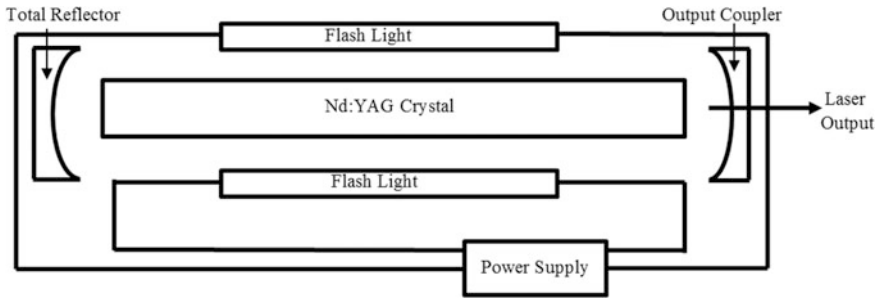 Total Reflector
Flash Light
Output Coupler
Nd:YAG Crystal
Laser
Output
Flash Light
Power Supply